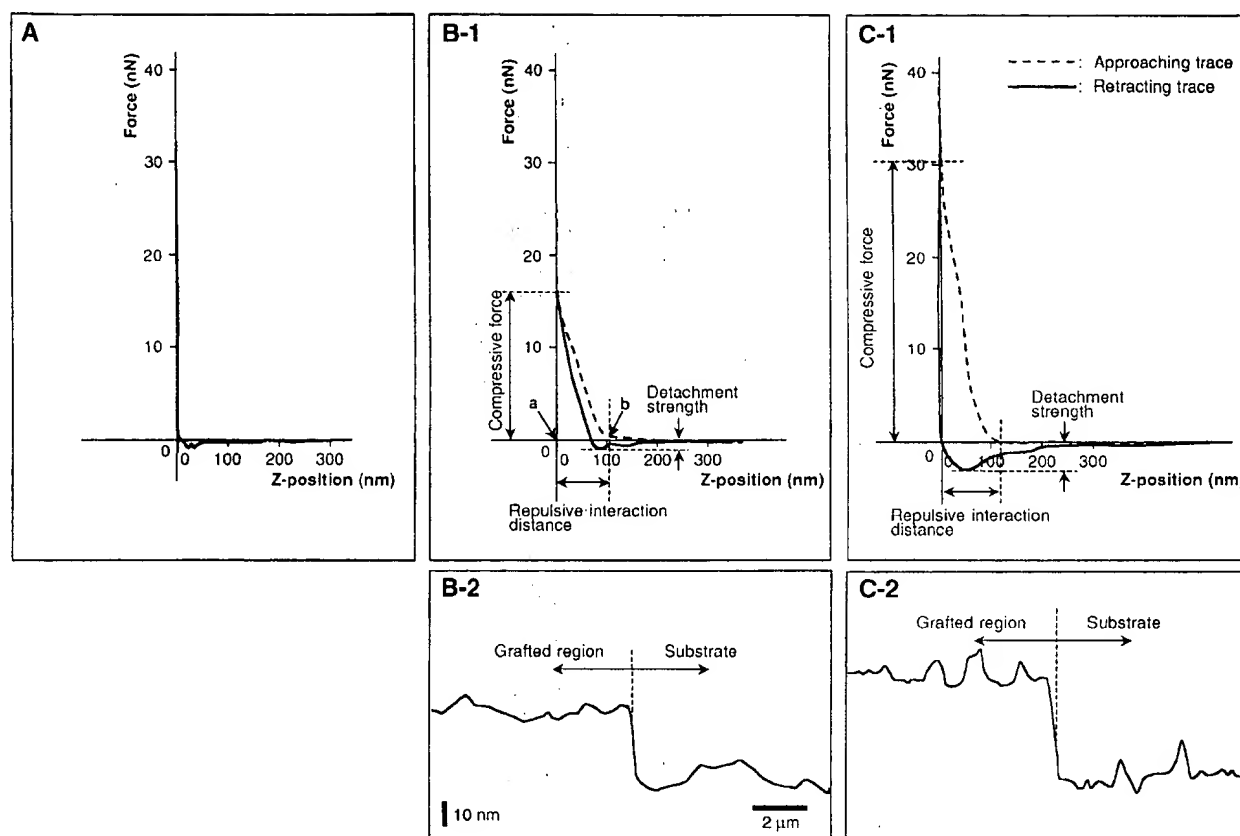 A
Force (nN)
40
30
20
10
0
0 100 200 300
Z-position (nm)
B-1
Force (nN)
40
30
20
10
Compressive force
a
b
Detachment
strength
0
0 100 200 300
Z-position (nm)
Repulsive interaction
distance
C-1
- - - - : Approaching trace
——— : Retracting trace
Force (nN)
40
30
20
10
Compressive force
Detachment
strength
0
0 100 200 300
Z-position (nm)
Repulsive interaction
distance
B-2
Grafted region
Substrate
10 nm
2 µm
C-2
Grafted region
Substrate